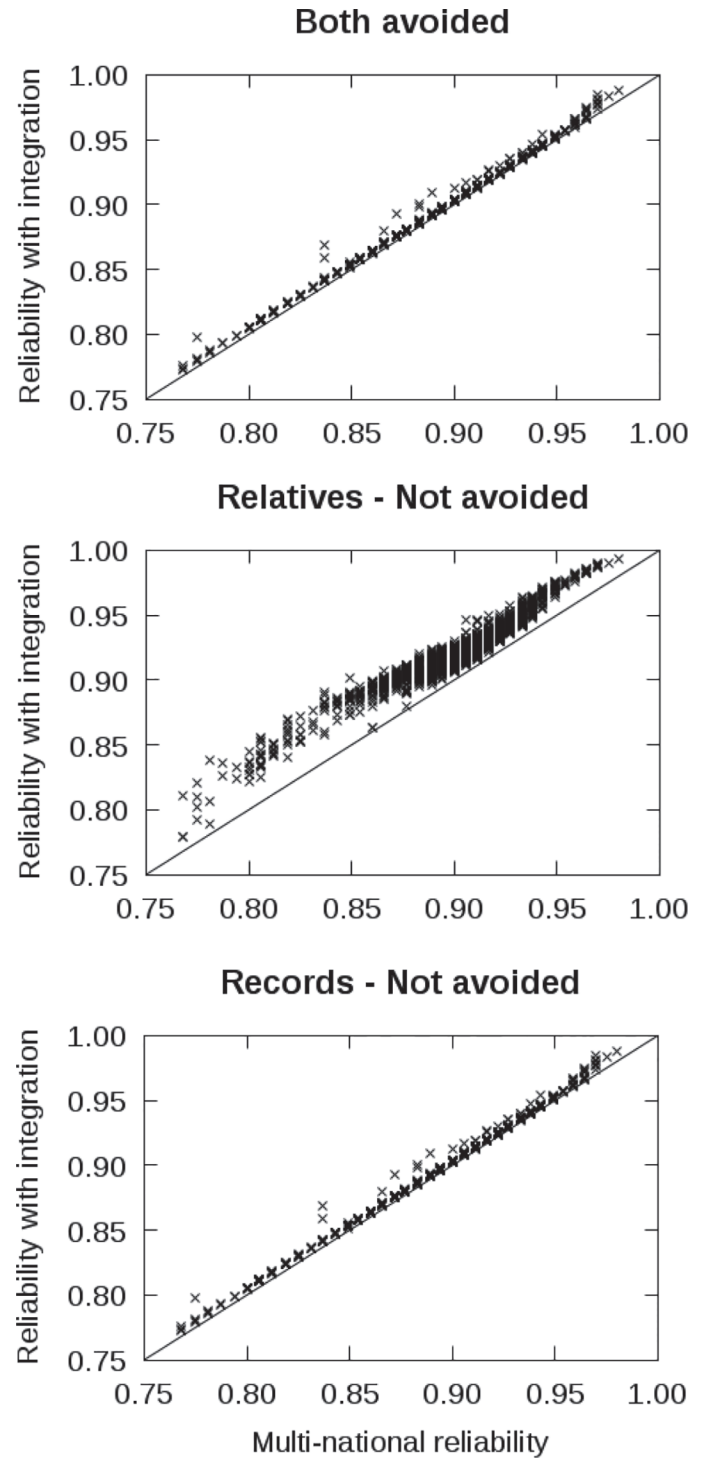 Both avoided
Reliability with integration
1.00
0.95
0.90
0.85
0.80
0.75
0.75 0.80 0.85 0.90 0.95 1.00
Relatives - Not avoided
Reliability with integration
1.00
0.95
0.90
0.85
0.80
0.75
0.75 0.80 0.85 0.90 0.95 1.00
Records - Not avoided
Reliability with integration
1.00
0.95
0.90
0.85
0.80
0.75
0.75 0.80 0.85 0.90 0.95 1.00
Multi-national reliability